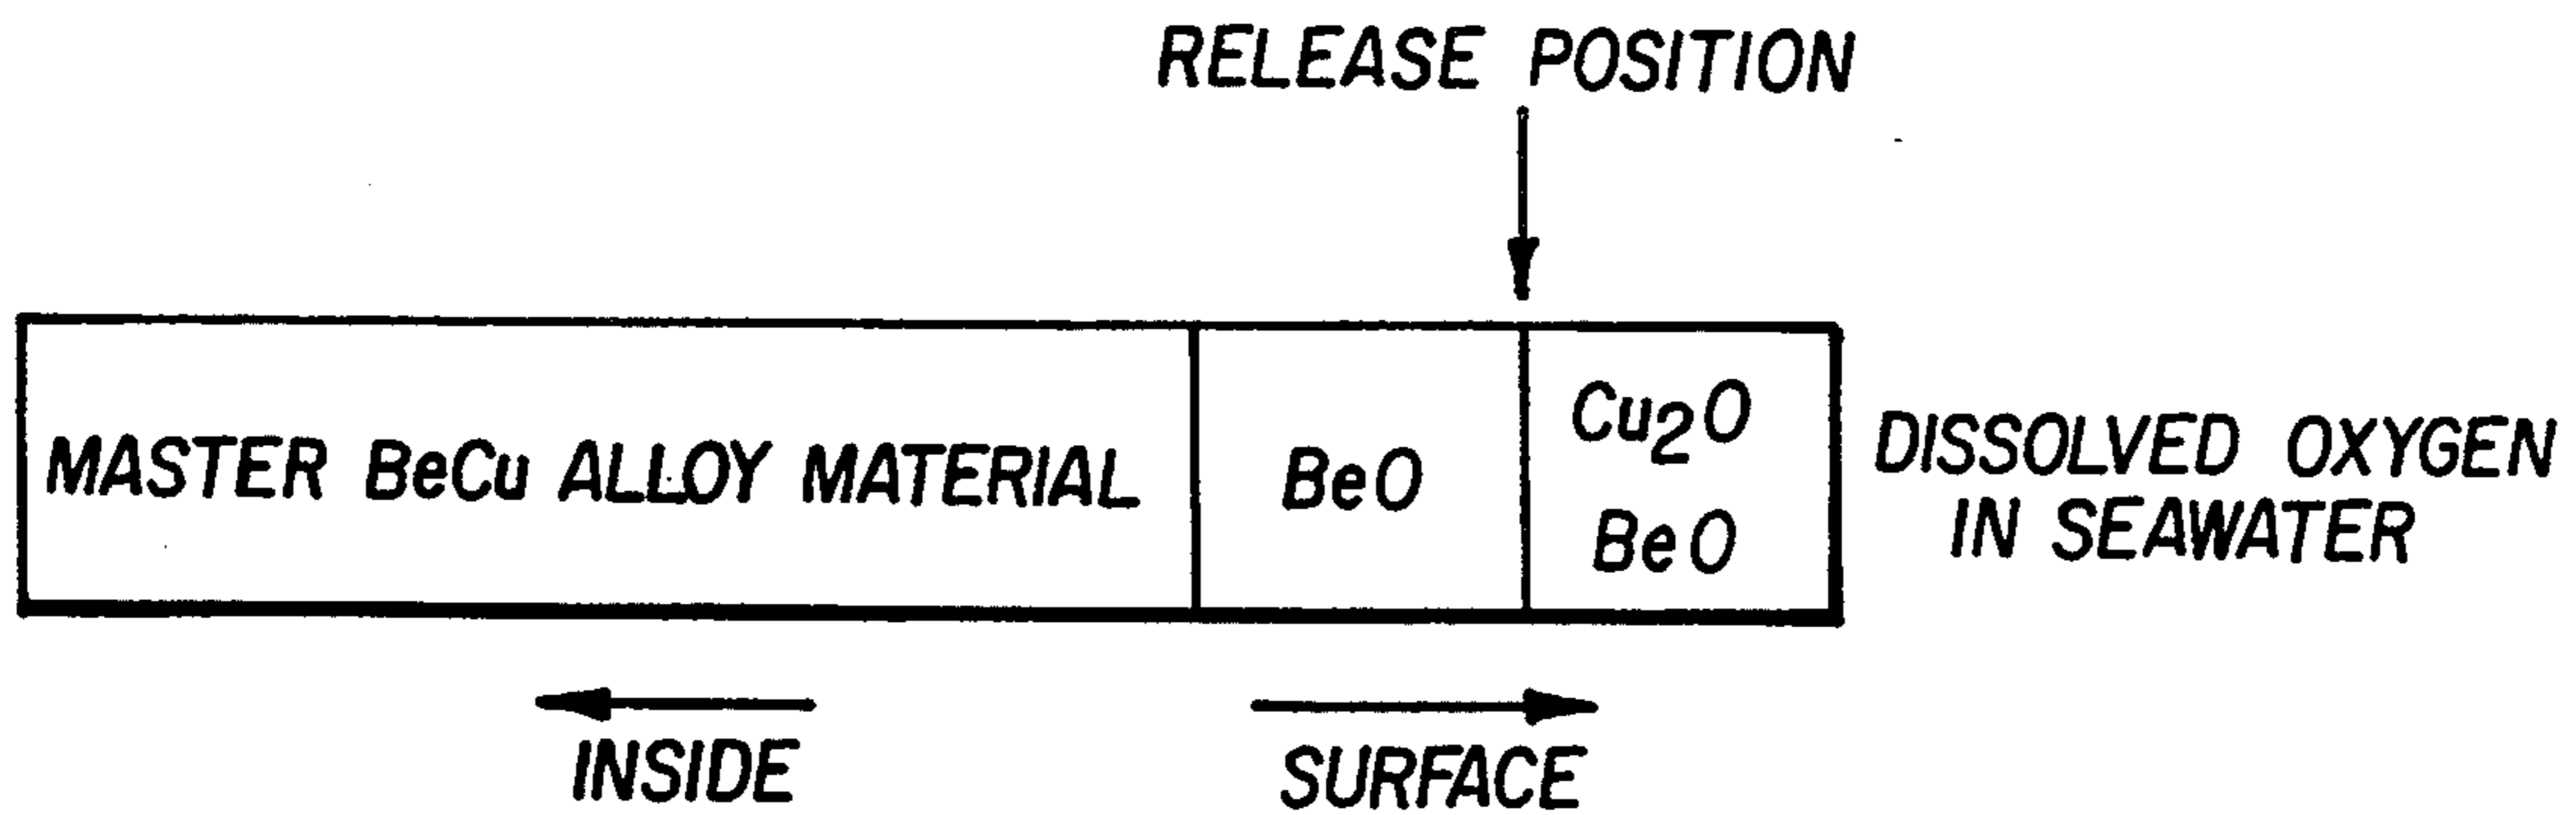 RELEASE POSITION
MASTER BeCu ALLOY MATERIAL
BeO
Cu2O
BeO
DISSOLVED OXYGEN
IN SEAWATER
INSIDE
SURFACE